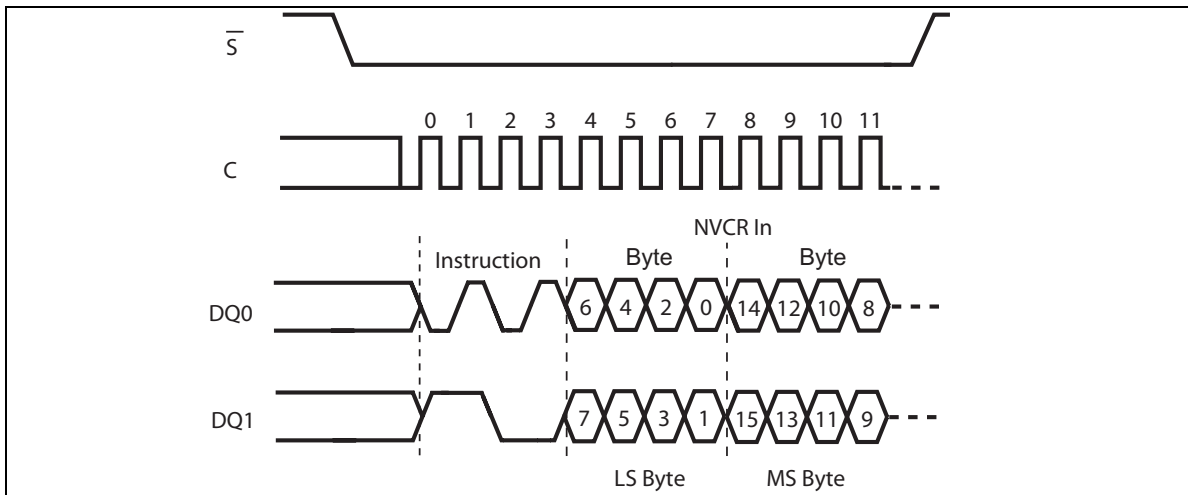 S
0 1 2 3 4 5 6 7 8 9 10 11
C
NVCR In
Instruction Byte Byte
DQ0 6 4 2 0 14 12 10 8
DQ1 7 5 3 1 15 13 11 9
LS Byte MS Byte